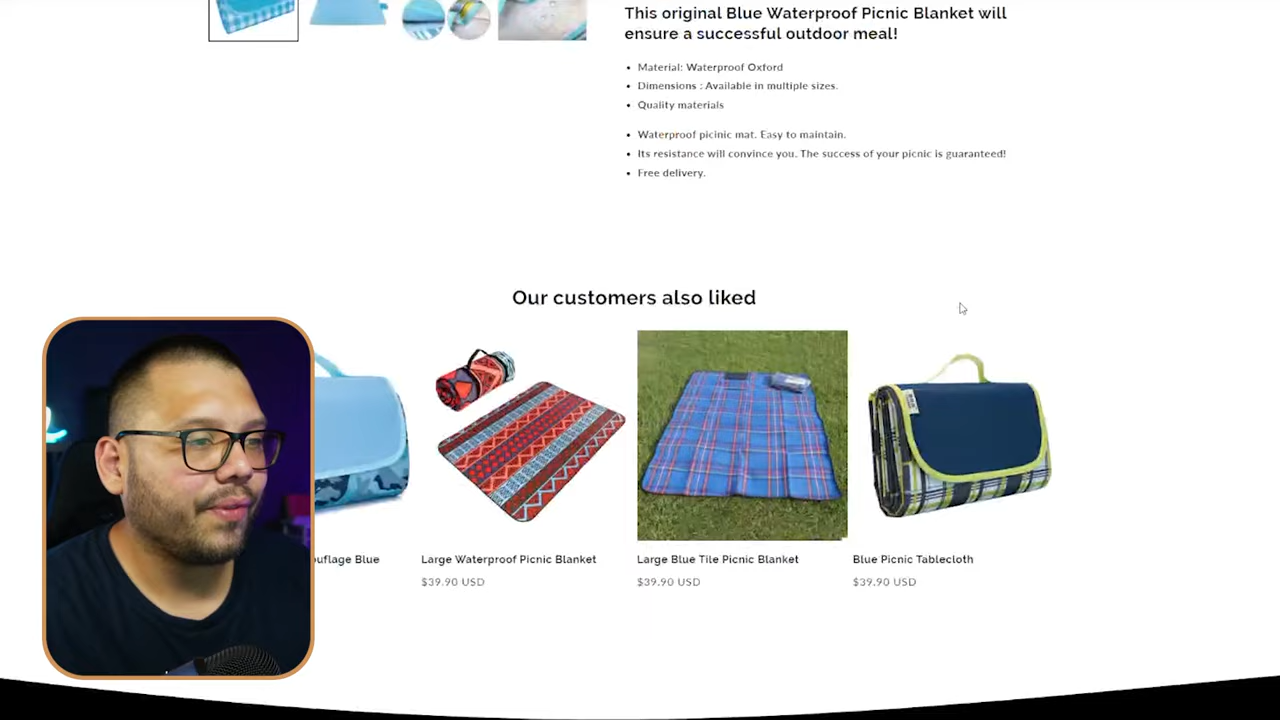 This original Blue Waterproof Picnic Blanket will
ensure a successful outdoor meal!
Material: Waterproof Oxford
Dimensions : Available in multiple sizes.
Quality materials
Waterproof picinic mat. Easy to maintain.
Its resistance will convince you. The success of your picnic is guaranteed!
Free delivery.
Our customers also liked
ouflage Blue
Large Waterproof Picnic Blanket
Large Blue Tile Picnic Blanket
Blue Picnic Tablecloth
$39.90 USD
$39.90 USD
$39.90 USD